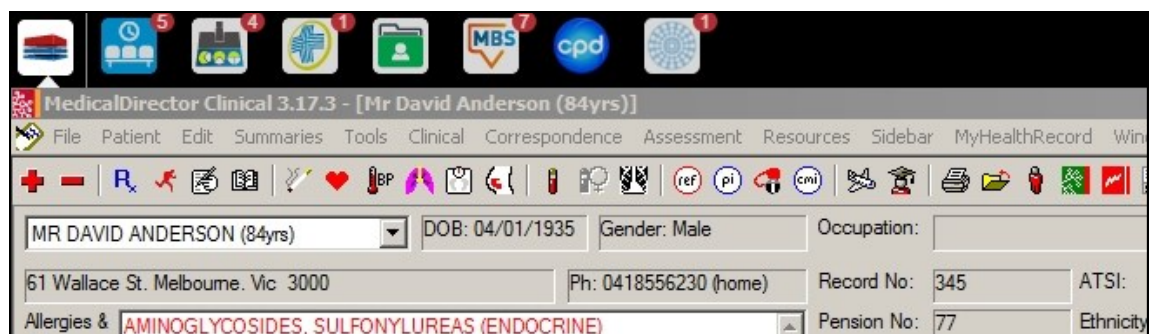 5 4 1 MBS 7 cpd 1
MedicalDirector Clinical 3.17.3 - [Mr David Anderson (84yrs)]
File Patient Edit Summaries Tools Clinical Correspondence Assessment Resources Sidebar MyHealthRecord
Rx BP ref pi cmi
MR DAVID ANDERSON (84yrs) DOB: 04/01/1935 Gender: Male Occupation:
61 Wallace St. Melbourne. Vic 3000 Ph: 0418556230 (home) Record No: 345 ATSI:
Allergies & AMINOGLYCOSIDES, SULFONYLUREAS (ENDOCRINE) Pension No: 77 Ethnicity